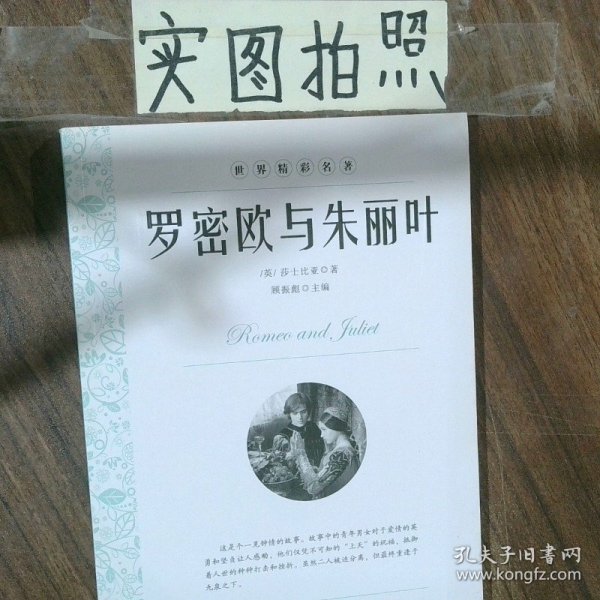 实图拍照
世界精彩名著
罗密欧与朱丽叶
/英/ 莎士比亚◎著
顾振彪◎主编
Romeo and Juliet
这是个一见钟情的故事。故事中的青年男女对于爱情的英
勇和坚贞让人感动。他们仅凭不可知的“上天”的祝福，抵御
着人世的种种打击和挫折。虽然二人被迫分离，但最终重逢于
九泉之下。
孔夫子旧书网
www.kongfz.com